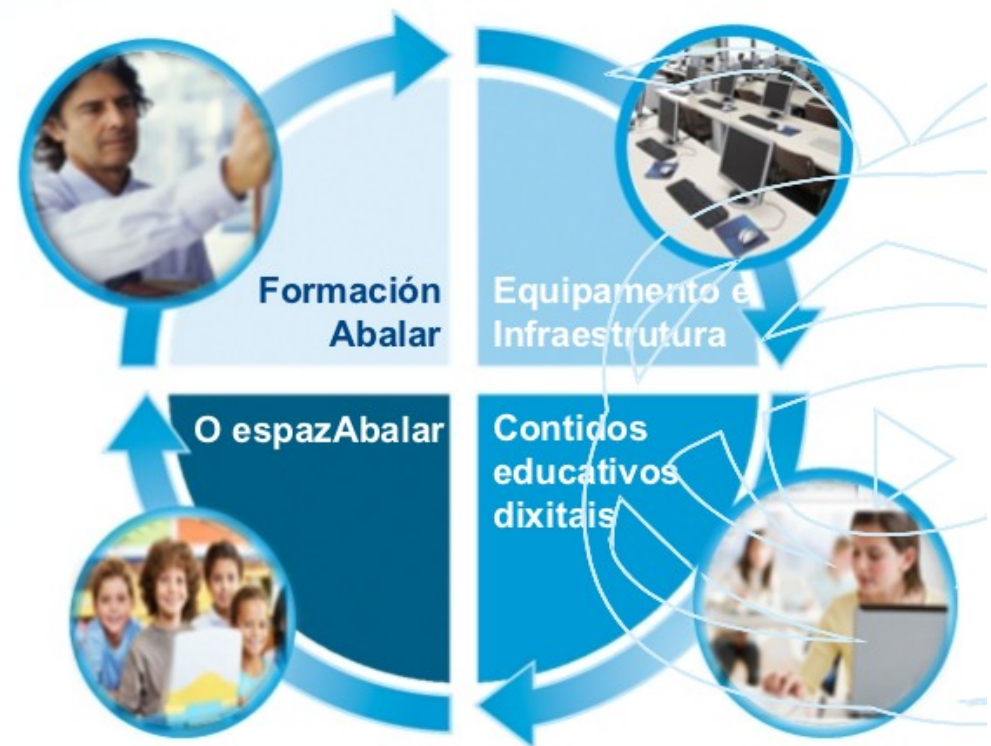 Formación
Abalar
Equipamento e
Infraestrutura
O espazAbalar
Contidos
educativos
dixitais